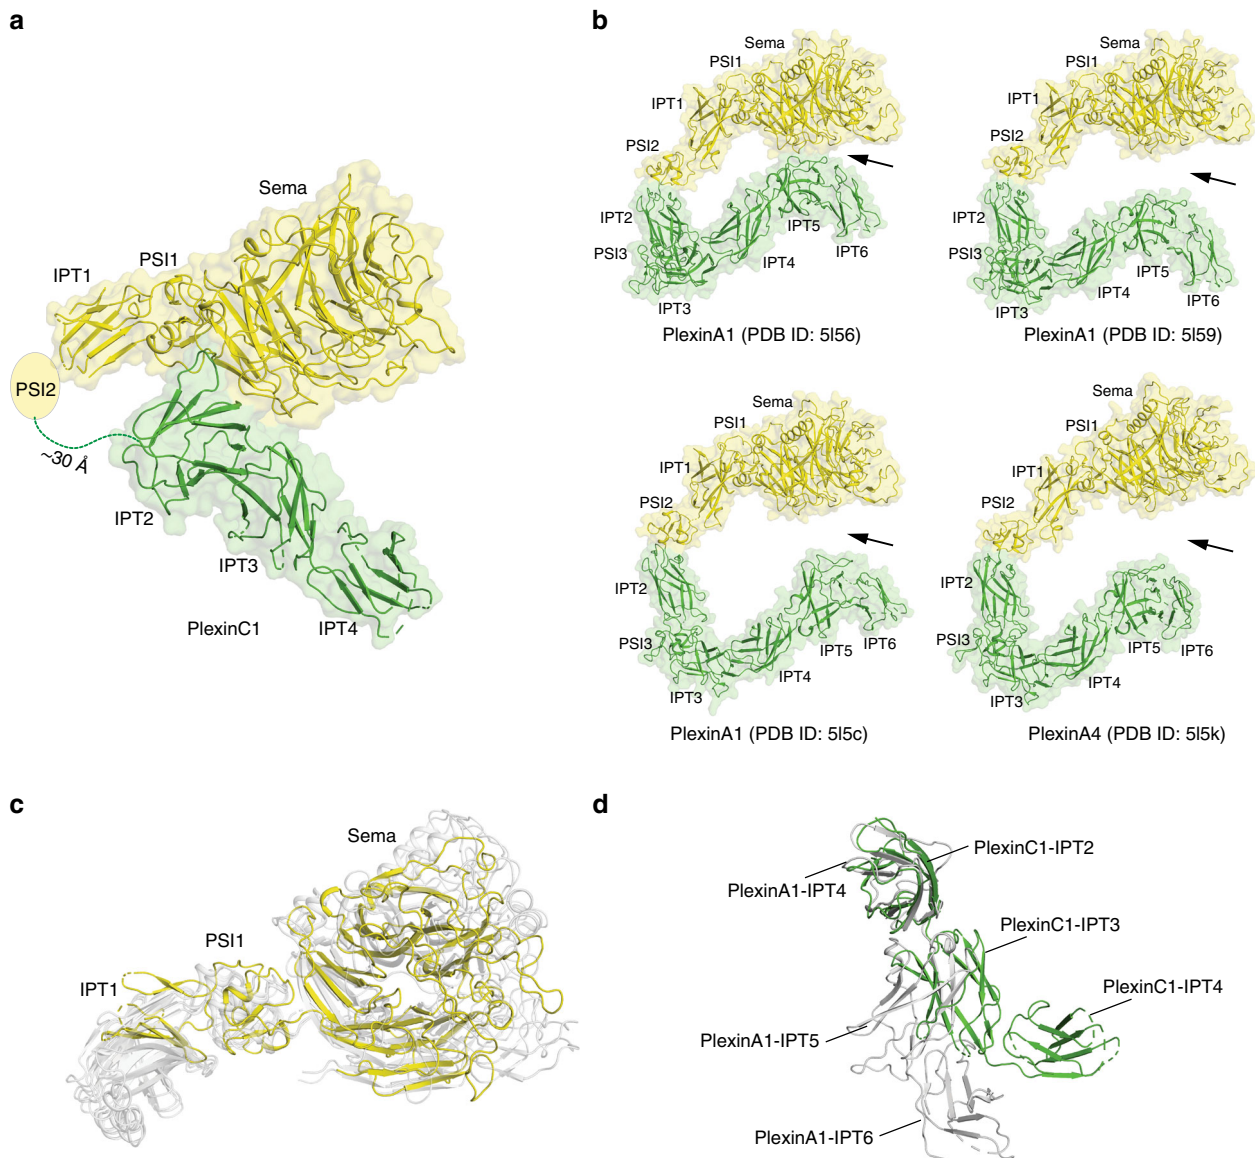 a
Sema
PSI1
IPT1
PSI2
~30 Å
IPT2
IPT3
PlexinC1
IPT4
b
Sema
PSI1
IPT1
PSI2
IPT2
PSI3
IPT5
IPT4
IPT6
IPT3
PlexinA1 (PDB ID: 5l56)
Sema
PSI1
IPT1
PSI2
IPT2
PSI3
IPT5
IPT4
IPT6
IPT3
PlexinA1 (PDB ID: 5l59)
Sema
PSI1
IPT1
PSI2
IPT2
PSI3
IPT5
IPT6
IPT4
IPT3
PlexinA1 (PDB ID: 5l5c)
Sema
PSI1
IPT1
PSI2
IPT2
PSI3
IPT5
IPT6
IPT4
IPT3
PlexinA4 (PDB ID: 5l5k)
c
Sema
PSI1
IPT1
d
PlexinC1-IPT2
PlexinA1-IPT4
PlexinC1-IPT3
PlexinC1-IPT4
PlexinA1-IPT5
PlexinA1-IPT6